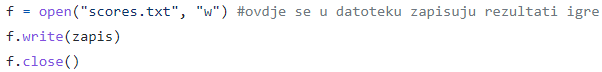 f = open("scores.txt", "w") #ovdje se u datoteku zapisuju rezultati igre
f.write(zapis)
f.close()